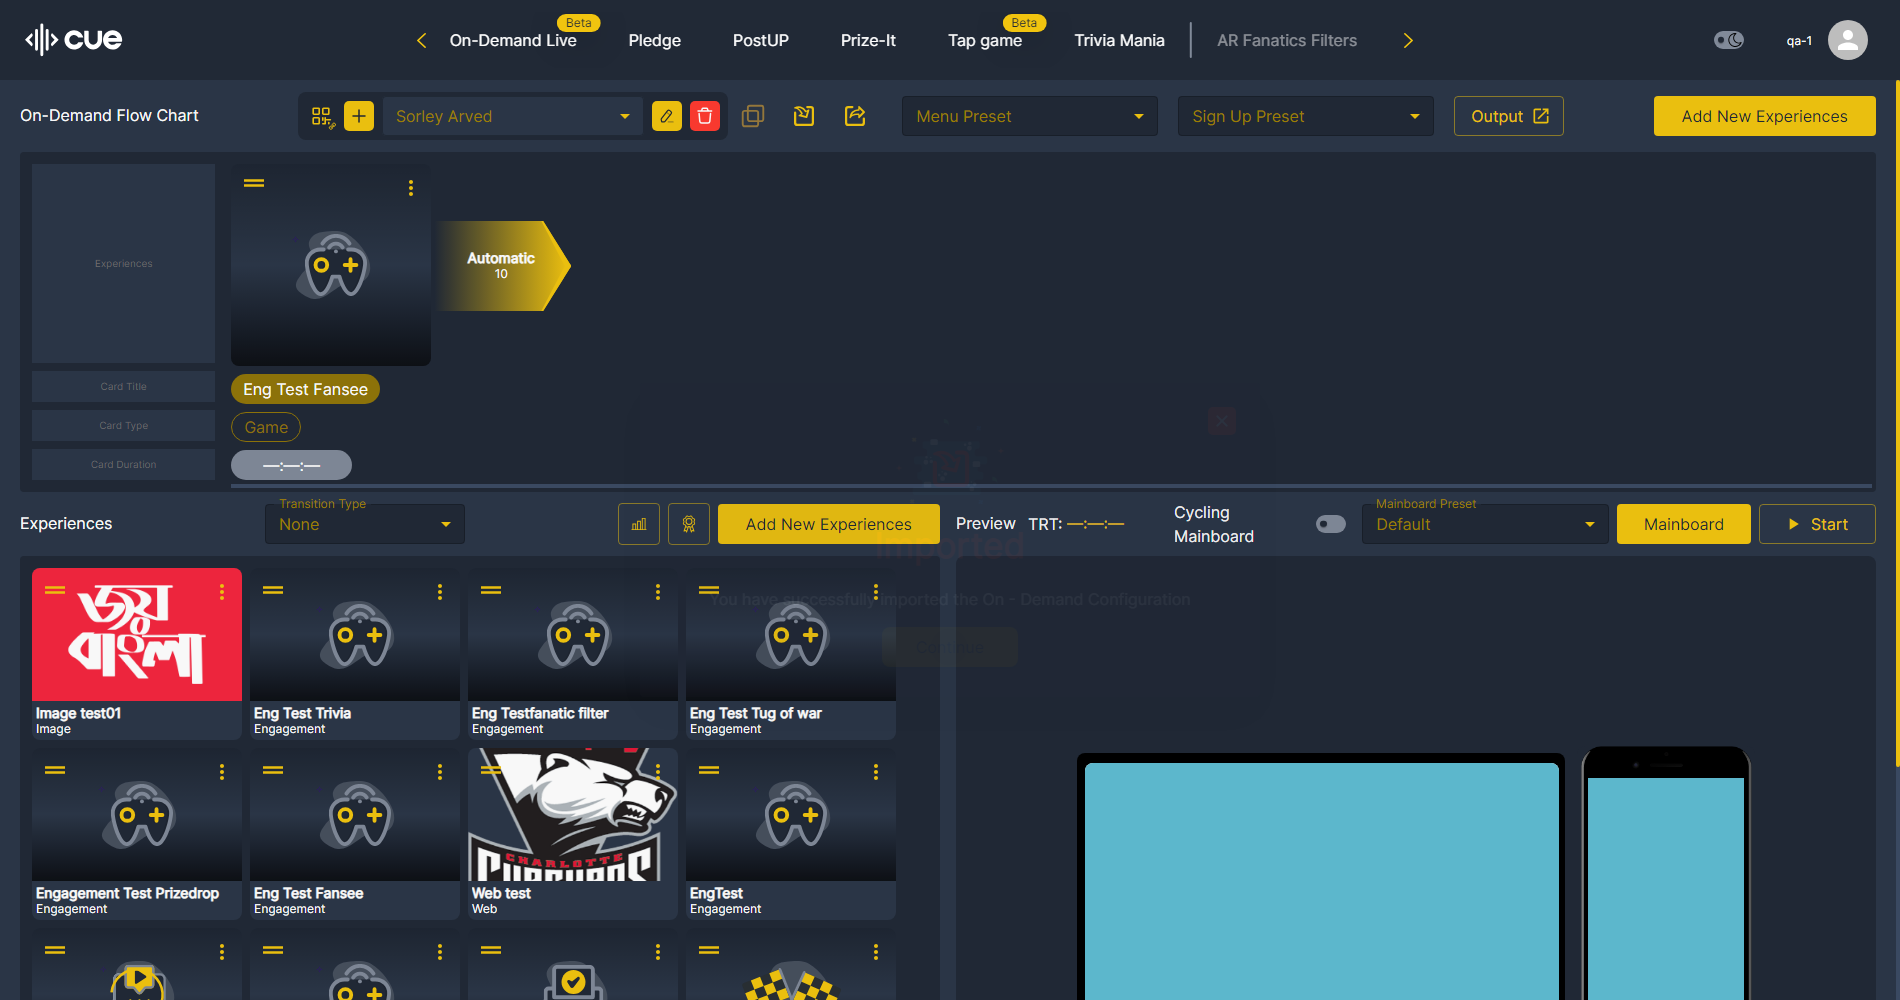 cue
On-Demand Live
Beta
Pledge
PostUP
Prize-It
Tap game
Beta
Trivia Mania
AR Fanatics Filters
qa-1
On-Demand Flow Chart
Sorley Arved
Menu Preset
Sign Up Preset
Output
Add New Experiences
Experiences
Automatic
10
Card Title
Eng Test Fansee
Card Type
Game
Card Duration
—:—:—
Experiences
Transition Type
None
Add New Experiences
Preview
TRT: —:—:—
Cycling
Mainboard
Mainboard Preset
Default
Mainboard
Start
Imported
You have successfully imported the On - Demand Configuration
Continue
জয়
বাংলা
Image test01
Image
Eng Test Trivia
Engagement
Eng Testfanatic filter
Engagement
Eng Test Tug of war
Engagement
Engagement Test Prizedrop
Engagement
Eng Test Fansee
Engagement
CHARLOTTE
Web test
Web
EngTest
Engagement